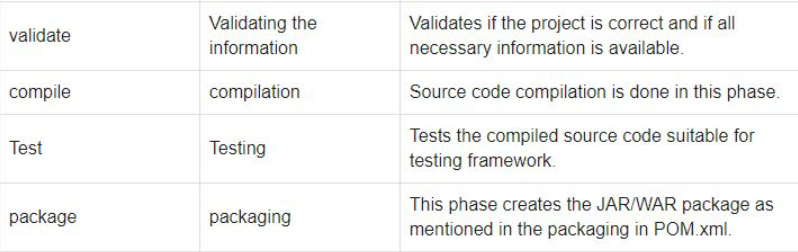 validate
Validating the
information
Validates if the project is correct and if all
necessary information is available.
compile
compilation
Source code compilation is done in this phase.
Test
Testing
Tests the compiled source code suitable for
testing framework.
package
packaging
This phase creates the JAR/WAR package as
mentioned in the packaging in POM.xml.